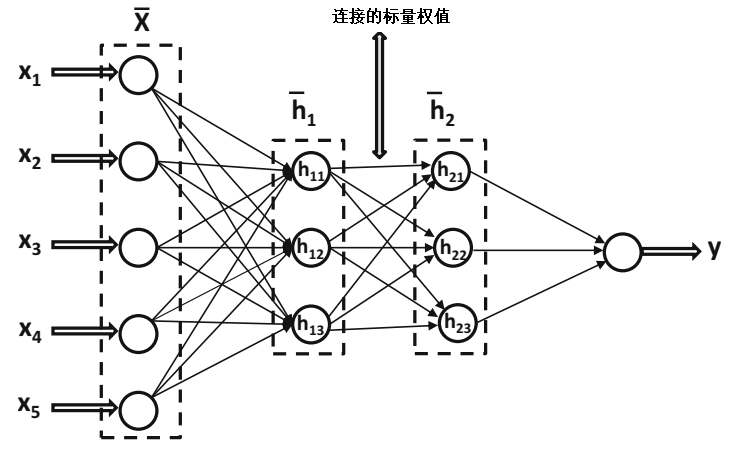 连接的标量权值
X̅
h̅₁
h̅₂
x₁
x₂
x₃
x₄
x₅
h₁₁
h₁₂
h₁₃
h₂₁
h₂₂
h₂₃
y